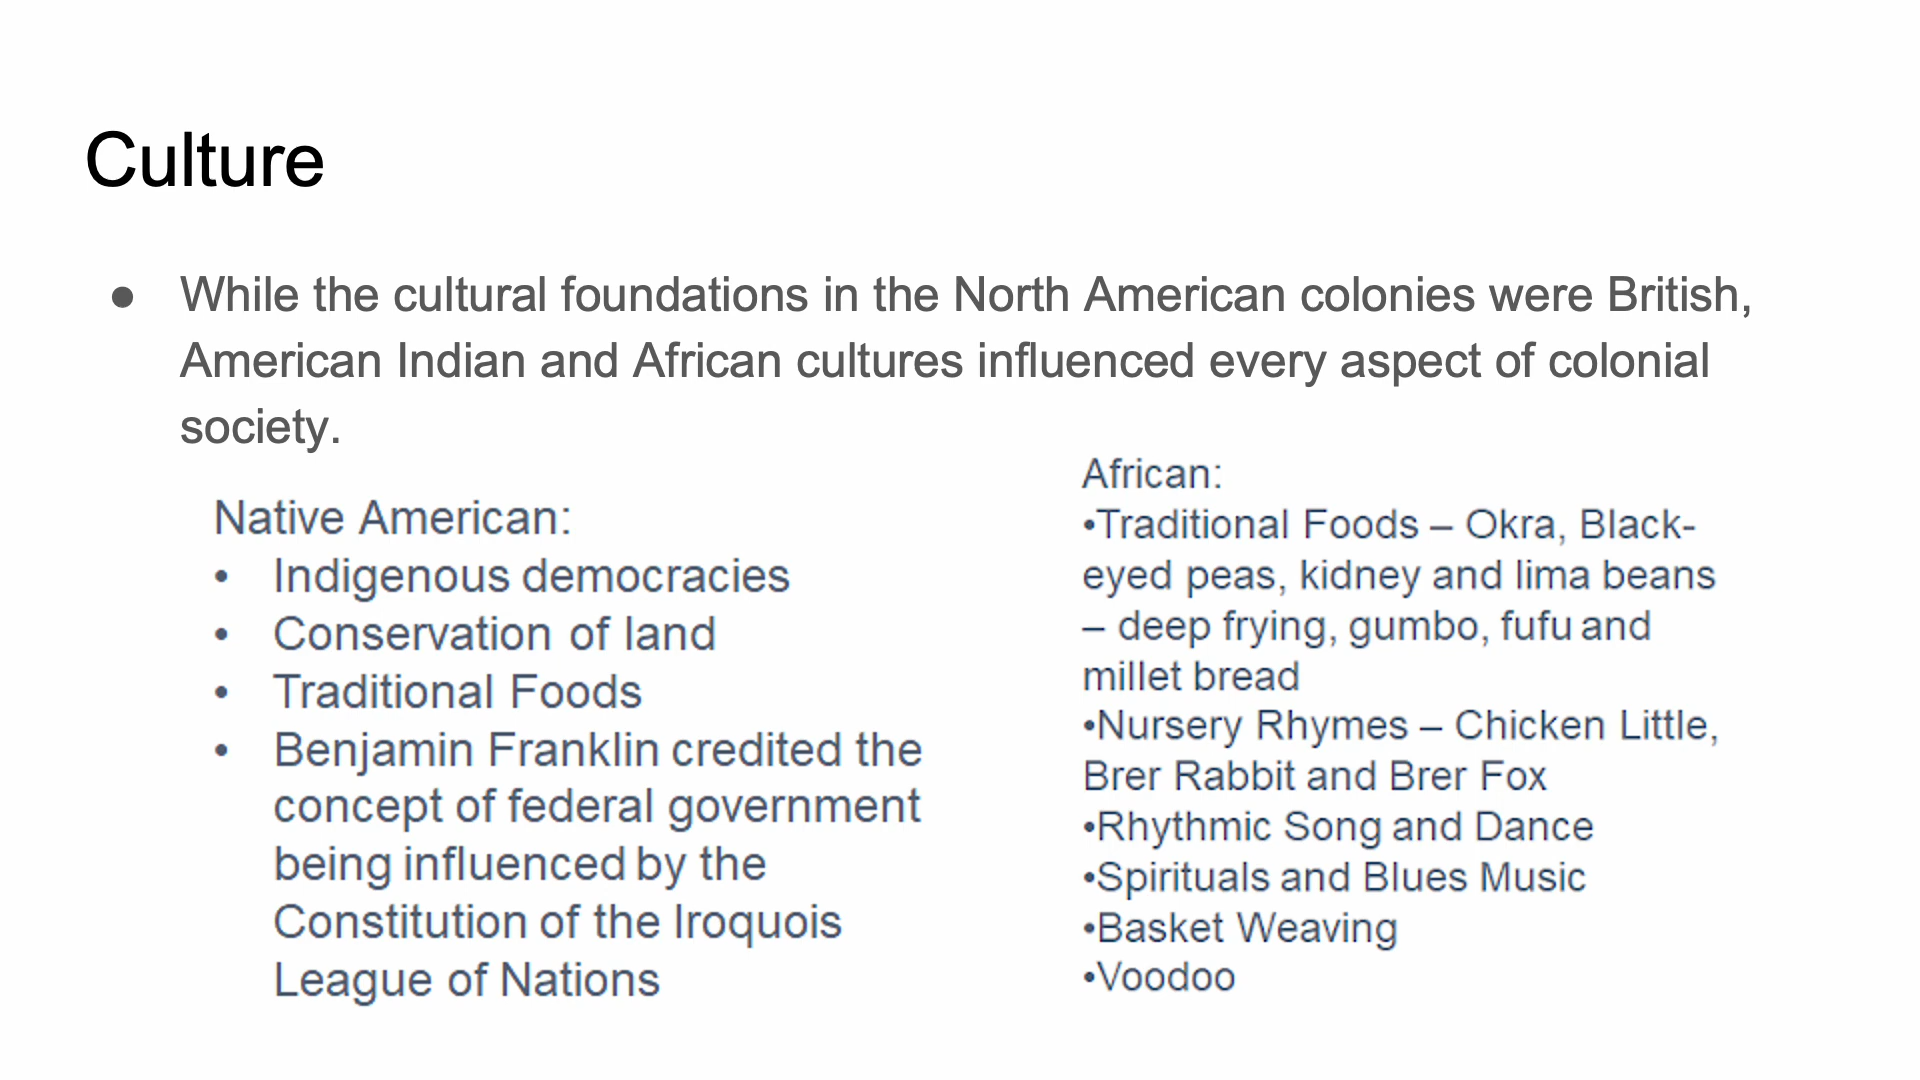 Culture
● While the cultural foundations in the North American colonies were British,
American Indian and African cultures influenced every aspect of colonial
society.
Native American:
• Indigenous democracies
• Conservation of land
• Traditional Foods
• Benjamin Franklin credited the
concept of federal government
being influenced by the
Constitution of the Iroquois
League of Nations
African:
•Traditional Foods – Okra, Black-
eyed peas, kidney and lima beans
– deep frying, gumbo, fufu and
millet bread
•Nursery Rhymes – Chicken Little,
Brer Rabbit and Brer Fox
•Rhythmic Song and Dance
•Spirituals and Blues Music
•Basket Weaving
•Voodoo